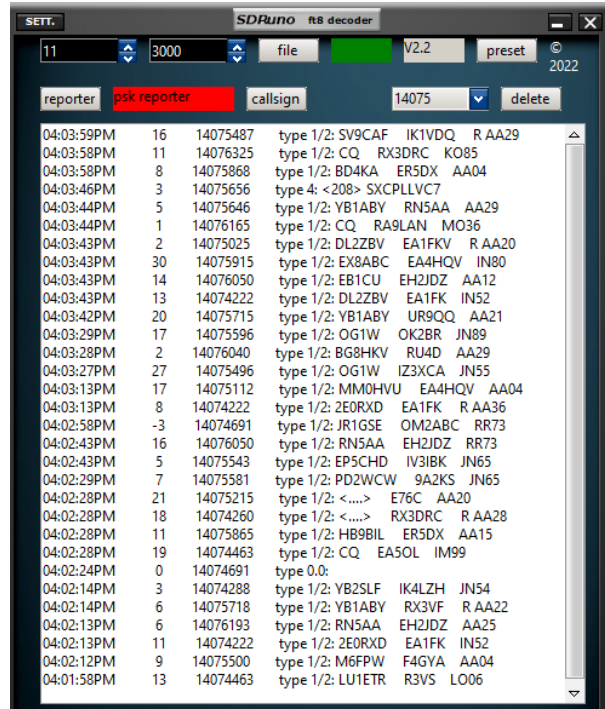 SETT. SDRuno ft8 decoder
11 3000 file V2.2 preset ©
2022
reporter psk reporter callsign 14075 delete
04:03:59PM 16 14075487 type 1/2: SV9CAF IK1VDQ R AA29
04:03:58PM 11 14076325 type 1/2: CQ RX3DRC KO85
04:03:58PM 8 14075868 type 1/2: BD4KA ER5DX AA04
04:03:46PM 3 14075656 type 4: <208> SXCPLLVC7
04:03:44PM 5 14075646 type 1/2: YB1ABY RN5AA AA29
04:03:44PM 1 14076165 type 1/2: CQ RA9LAN MO36
04:03:43PM 2 14075025 type 1/2: DL2ZBV EA1FKV R AA20
04:03:43PM 30 14075915 type 1/2: EX8ABC EA4HQV IN80
04:03:43PM 14 14076050 type 1/2: EB1CU EH2JDZ AA12
04:03:43PM 13 14074222 type 1/2: DL2ZBV EA1FK IN52
04:03:42PM 20 14075715 type 1/2: YB1ABY UR9QQ AA21
04:03:29PM 17 14075596 type 1/2: OG1W OK2BR JN89
04:03:28PM 2 14076040 type 1/2: BG8HKV RU4D AA29
04:03:27PM 27 14075496 type 1/2: OG1W IZ3XCA JN55
04:03:13PM 17 14075112 type 1/2: MM0HVU EA4HQV AA04
04:03:13PM 8 14074222 type 1/2: 2E0RXD EA1FK R AA36
04:02:58PM -3 14074691 type 1/2: JR1GSE OM2ABC RR73
04:02:43PM 16 14076050 type 1/2: RN5AA EH2JDZ RR73
04:02:43PM 5 14075543 type 1/2: EP5CHD IV3IBK JN65
04:02:29PM 7 14075581 type 1/2: PD2WCW 9A2KS JN65
04:02:28PM 21 14075215 type 1/2: <....> E76C AA20
04:02:28PM 18 14074260 type 1/2: <....> RX3DRC R AA28
04:02:28PM 11 14075865 type 1/2: HB9BIL ER5DX AA15
04:02:28PM 19 14074463 type 1/2: CQ EA5OL IM99
04:02:24PM 0 14074691 type 0.0:
04:02:14PM 3 14074288 type 1/2: YB2SLF IK4LZH JN54
04:02:14PM 6 14075718 type 1/2: YB1ABY RX3VF R AA22
04:02:13PM 6 14076193 type 1/2: RN5AA EH2JDZ AA25
04:02:13PM 11 14074222 type 1/2: 2E0RXD EA1FK IN52
04:02:12PM 9 14075500 type 1/2: M6FPW F4GYA AA04
04:01:58PM 13 14074463 type 1/2: LU1ETR R3VS LO06